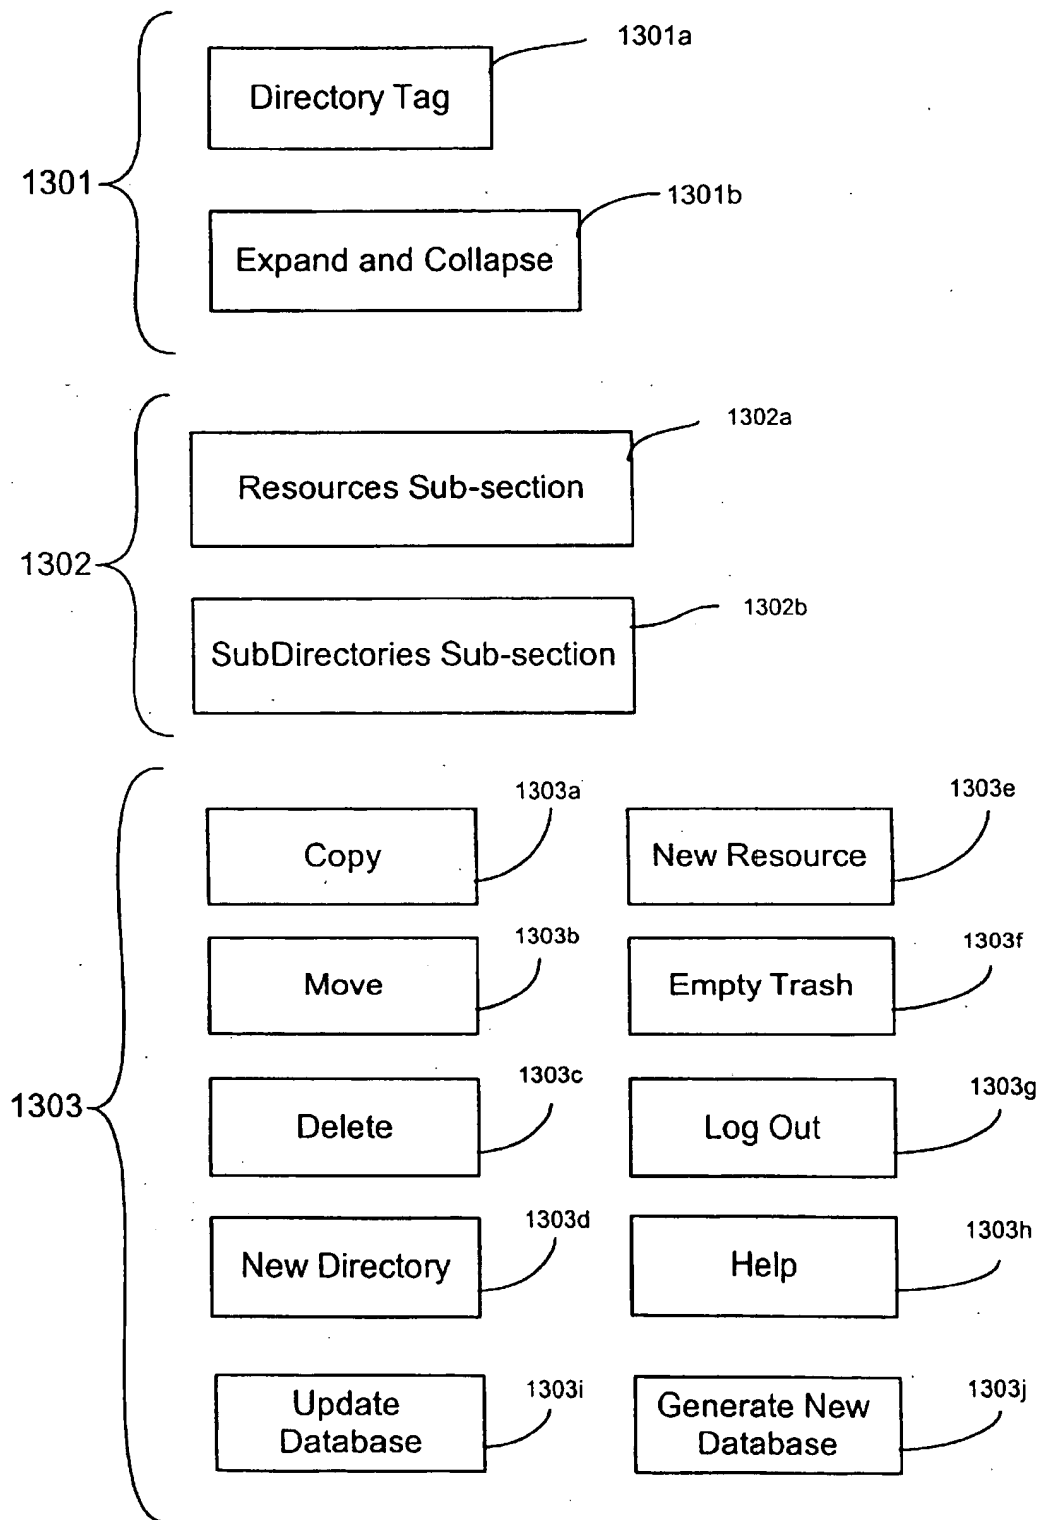 1301a
Directory Tag
1301
1301b
Expand and Collapse
1302a
Resources Sub-section
1302
1302b
SubDirectories Sub-section
1303a
1303e
Copy
New Resource
1303b
1303f
Move
Empty Trash
1303c
1303g
1303
Delete
Log Out
1303d
1303h
New Directory
Help
1303i
1303j
Update
Database
Generate New
Database